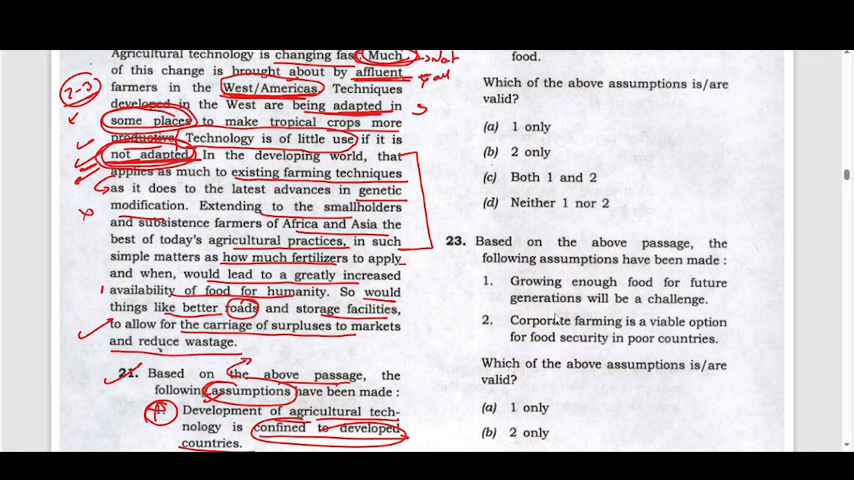 Agricultural technology is changing fast. Much
of this change is brought about by affluent
farmers in the West/Americas. Techniques
developed in the West are being adapted in
some places to make tropical crops more
productive. Technology is of little use if it is
not adapted. In the developing world, that
applies as much to existing farming techniques
as it does to the latest advances in genetic
modification. Extending to the smallholders
and subsistence farmers of Africa and Asia the
best of today's agricultural practices, in such
simple matters as how much fertilizers to apply
and when, would lead to a greatly increased
availability of food for humanity. So would
things like better roads and storage facilities,
to allow for the carriage of surpluses to markets
and reduce wastage.
21. Based on the above passage, the
following assumptions have been made :
Development of agricultural tech-
nology is confined to developed
countries.
food.
Which of the above assumptions is/are
valid?
(a) 1 only
(b) 2 only
(c) Both 1 and 2
(d) Neither 1 nor 2
23. Based on the above passage, the
following assumptions have been made :
1. Growing enough food for future
generations will be a challenge.
2. Corporate farming is a viable option
for food security in poor countries.
Which of the above assumptions is/are
valid?
(a) 1 only
(b) 2 only